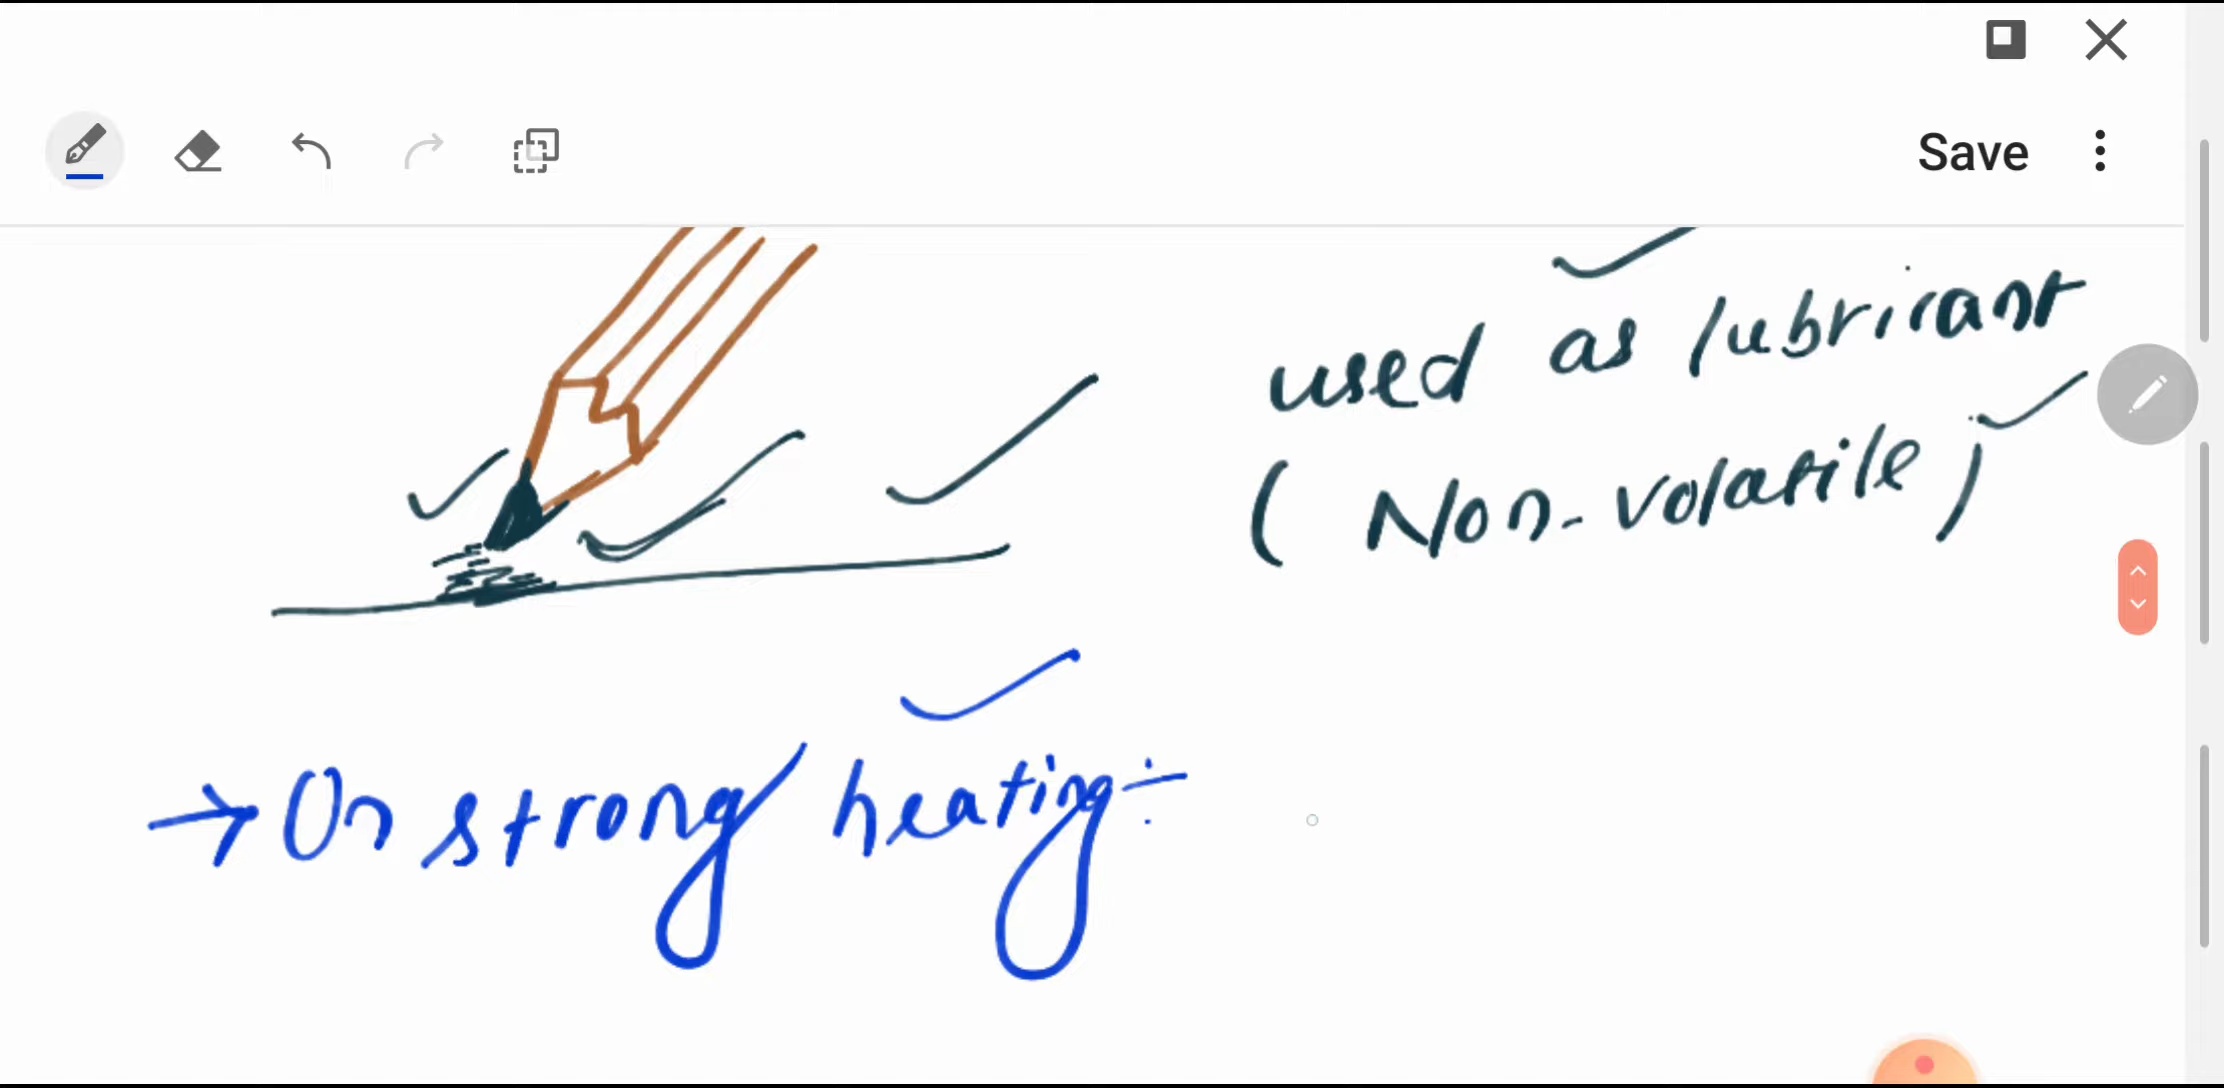 Save
used as lubricant
(Non-volatile)
→ On strong heating ÷